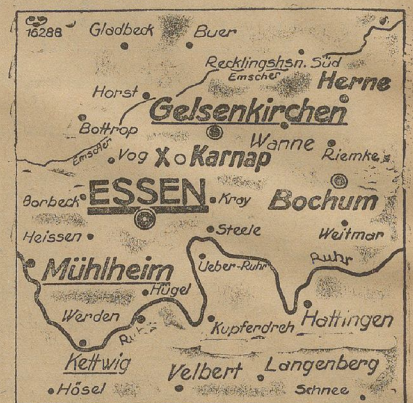 16288
Gladbeck
Buer
Recklingshsn. Süd
Emscher
Herne
Horst
Gelsenkirchen
Bottrop
Emscher
Wanne
Riemke
Vog X Karnap
Borbeck
ESSEN
Kray
Bochum
Heissen
Steele
Weitmar
Mühlheim
Ueber-Ruhr
Ruhr
Hügel
Werden
Ruhr
Kupferdreh
Hattingen
Kettwig
Velbert
Langenberg
Hösel
Schnee